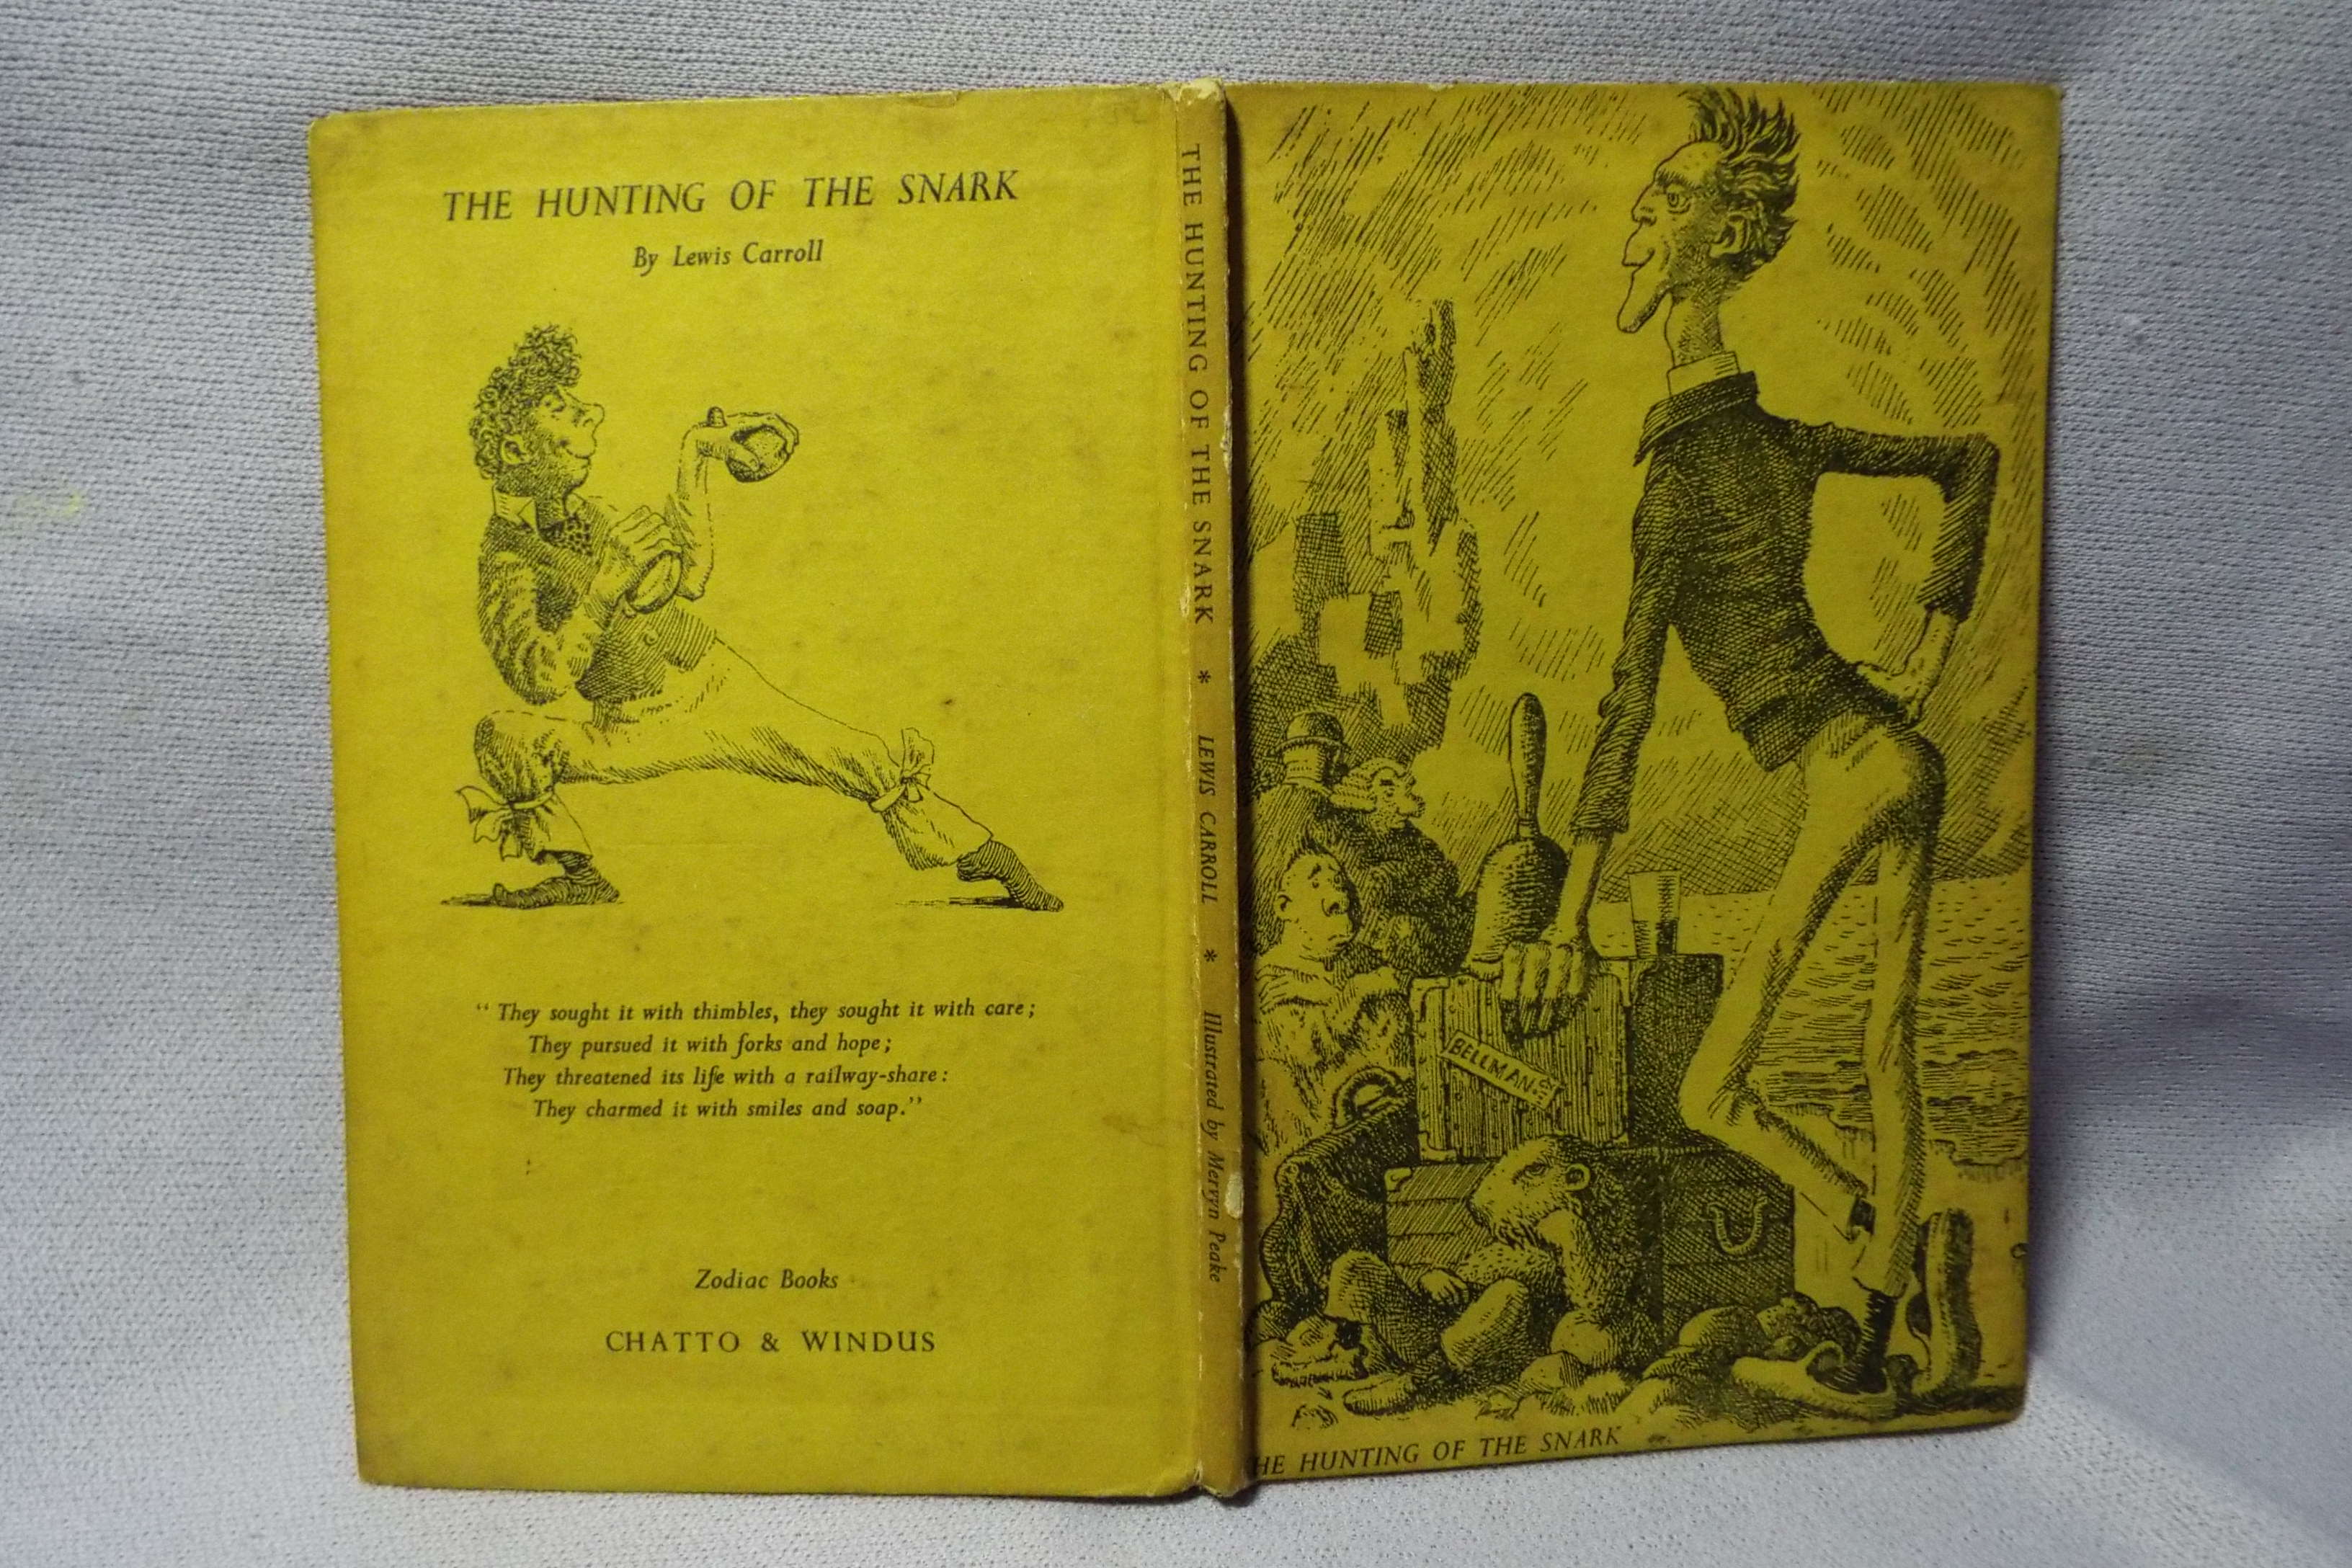 THE HUNTING OF THE SNARK
By Lewis Carroll
“ They sought it with thimbles, they sought it with care ;
They pursued it with forks and hope ;
They threatened its life with a railway-share :
They charmed it with smiles and soap.”
Zodiac Books
CHATTO & WINDUS
THE HUNTING OF THE SNARK * LEWIS CARROLL * Illustrated by Mervyn Peake
BELLMAN
HE HUNTING OF THE SNARK